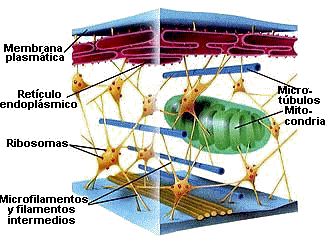 Membrana
plasmática
Retículo
endoplásmico
Ribosomas
Microfilamentos
y filamentos
intermedios
Micro-
túbulos
Mito-
condria